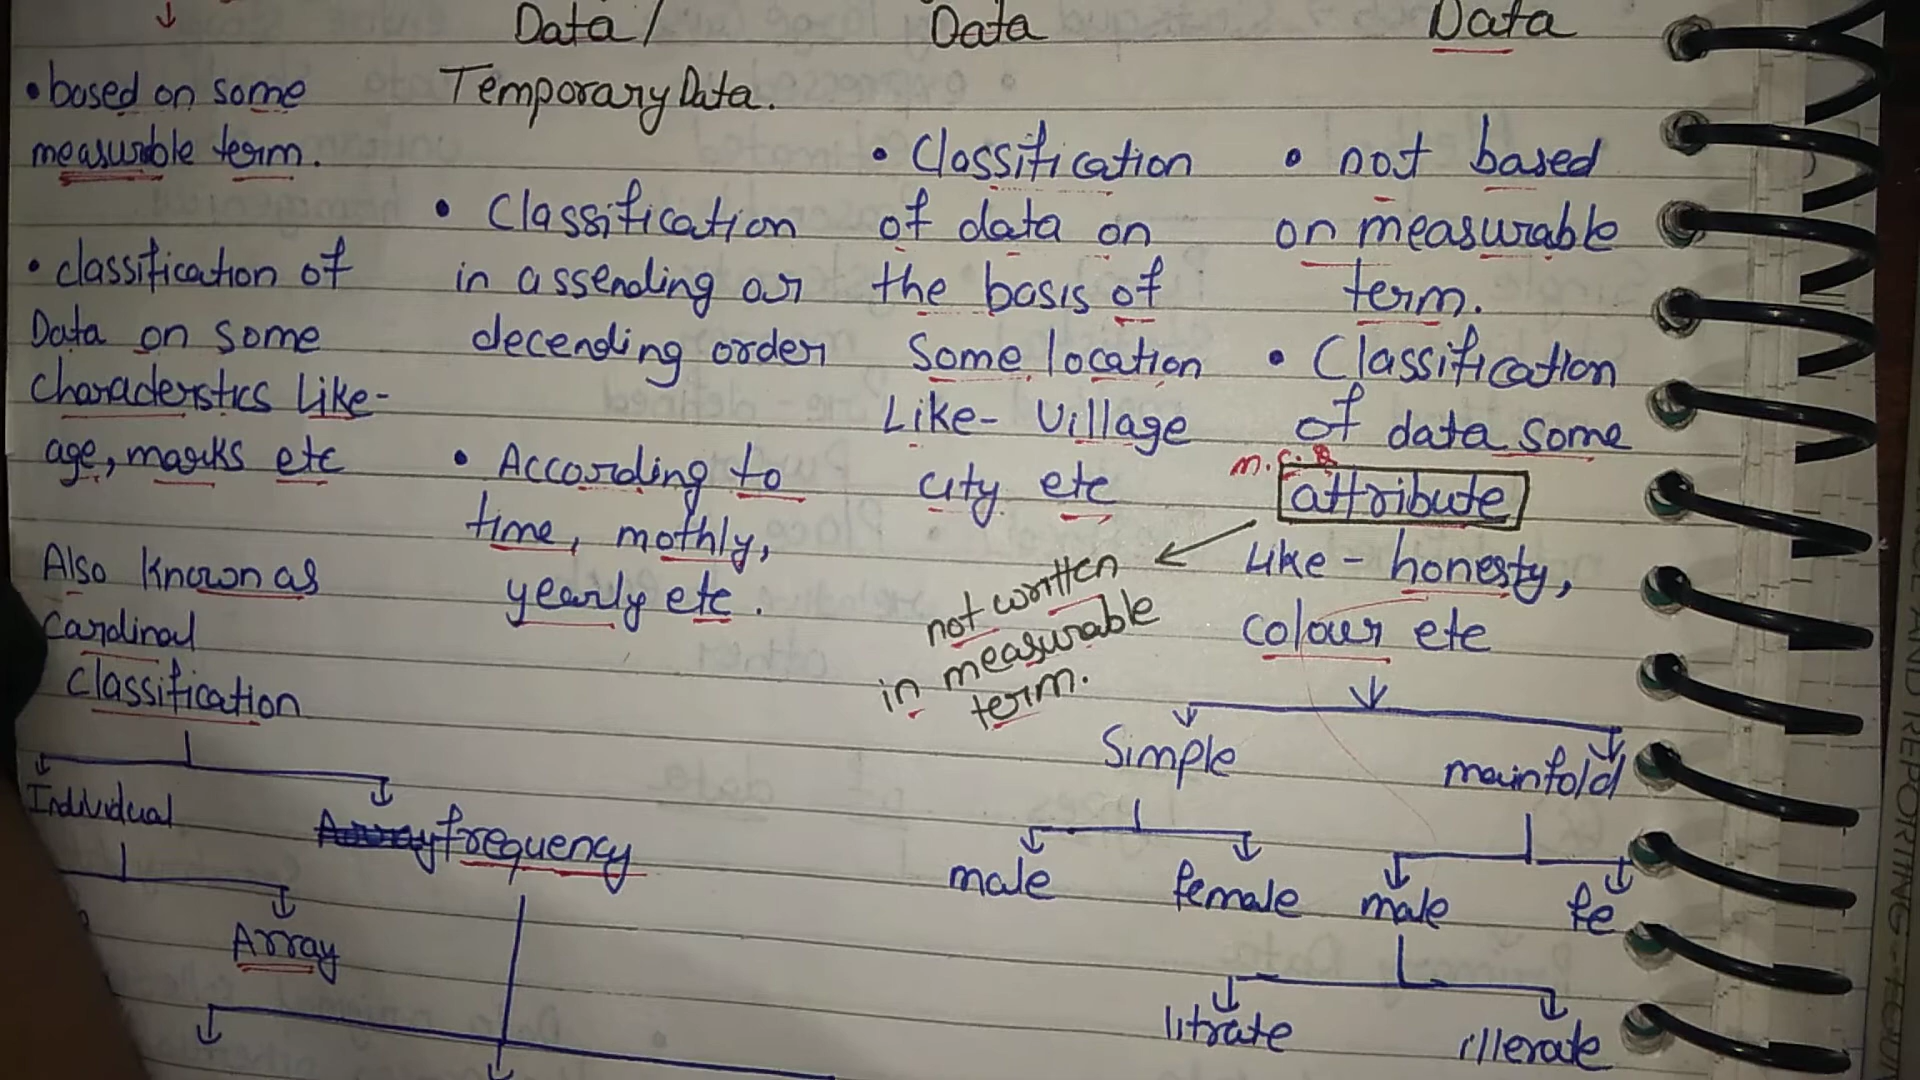 Data /
Temporary Data.
Data
Data
• based on some
measurable term.
• classification of
Data on some
characterstics like-
age, marks etc
Also known as
Cardinal
classification
Individual
frequency
Array
• Classification
in assending or
decending order
• According to
time, mothly,
yearly etc.
• Classification
of data on
the basis of
Some location
Like- Village
city etc
• not based
on measurable
term.
• Classification
of data some
attribute
Like - honesty,
colour etc
not written
in measurable
term.
Simple
mainfold
male
female
male
fe
litrate
illerate